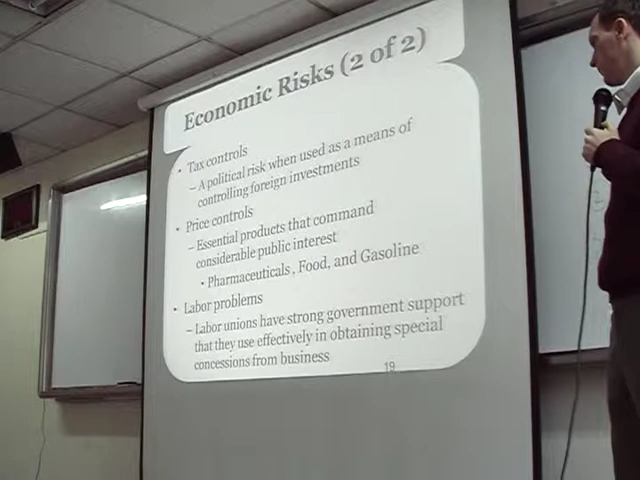 Economic Risks (2 of 2)
• Tax controls
– A political risk when used as a means of
controlling foreign investments
• Price controls
– Essential products that command
considerable public interest
• Pharmaceuticals, Food, and Gasoline
• Labor problems
– Labor unions have strong government support
that they use effectively in obtaining special
concessions from business
19